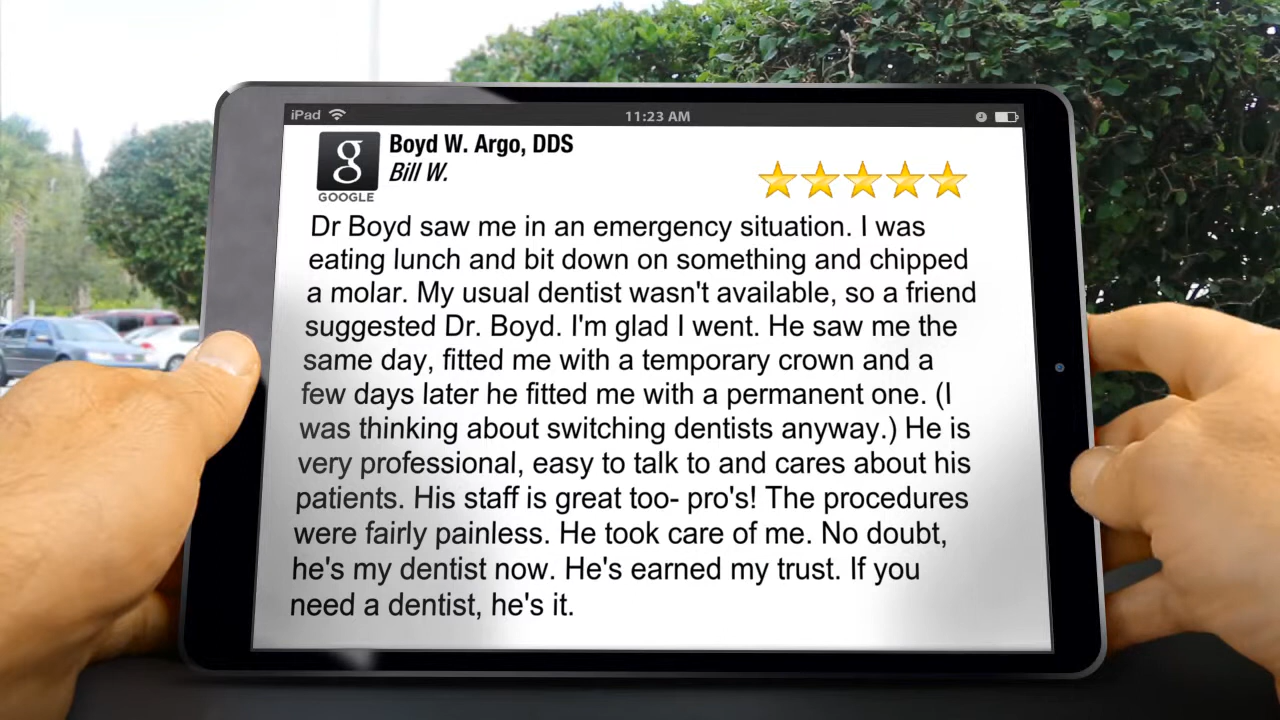 iPad
11:23 AM
g
GOOGLE
Boyd W. Argo, DDS
Bill W.
Dr Boyd saw me in an emergency situation. I was
eating lunch and bit down on something and chipped
a molar. My usual dentist wasn't available, so a friend
suggested Dr. Boyd. I'm glad I went. He saw me the
same day, fitted me with a temporary crown and a
few days later he fitted me with a permanent one. (I
was thinking about switching dentists anyway.) He is
very professional, easy to talk to and cares about his
patients. His staff is great too- pro's! The procedures
were fairly painless. He took care of me. No doubt,
he's my dentist now. He's earned my trust. If you
need a dentist, he's it.